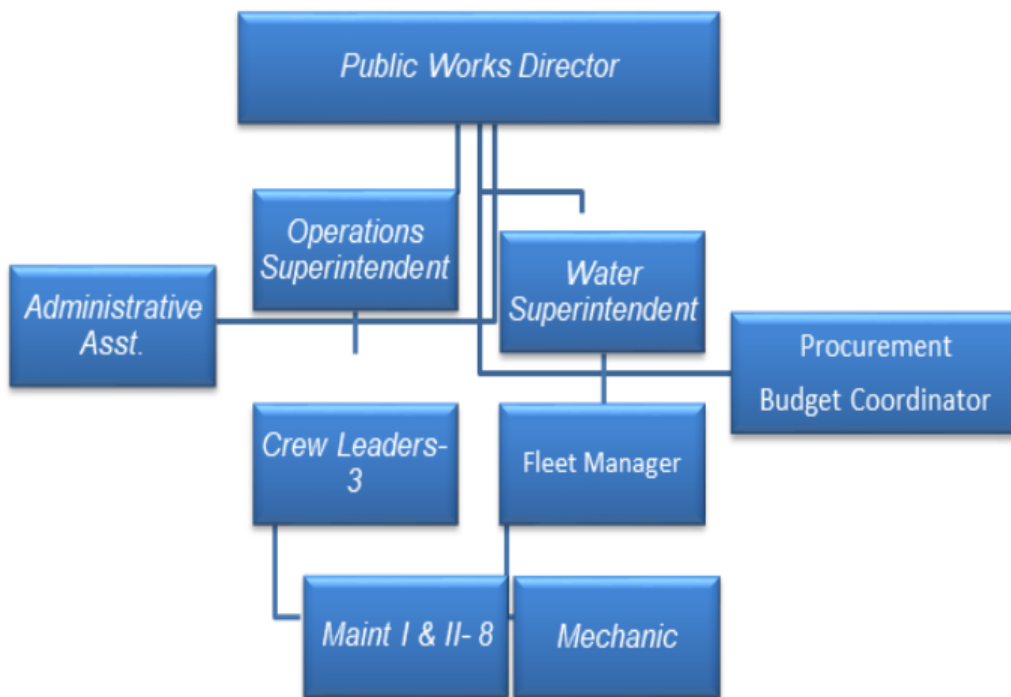 Public Works Director
Operations
Superintendent
Water
Superintendent
Administrative
Asst.
Procurement
Budget Coordinator
Crew Leaders-
3
Fleet Manager
Maint I & II- 8
Mechanic